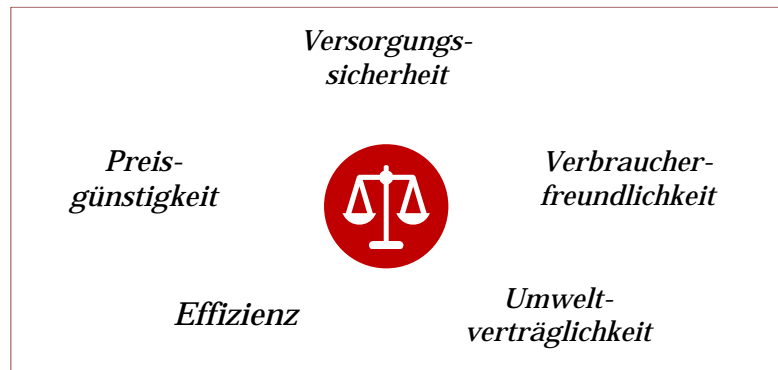 Versorgungs-
sicherheit
Preis-
günstigkeit
Verbraucher-
freundlichkeit
Effizienz
Umwelt-
verträglichkeit